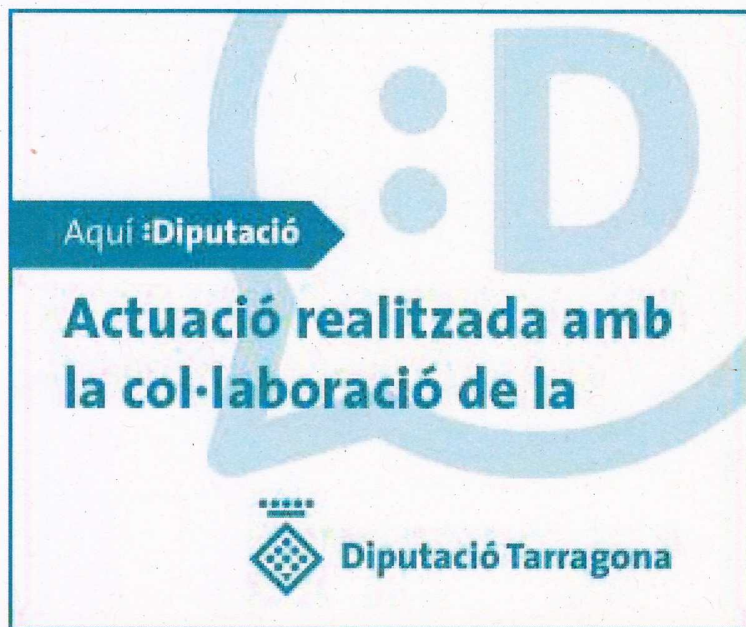 :D
Aquí :Diputació
Actuació realitzada amb
la col·laboració de la
Diputació Tarragona